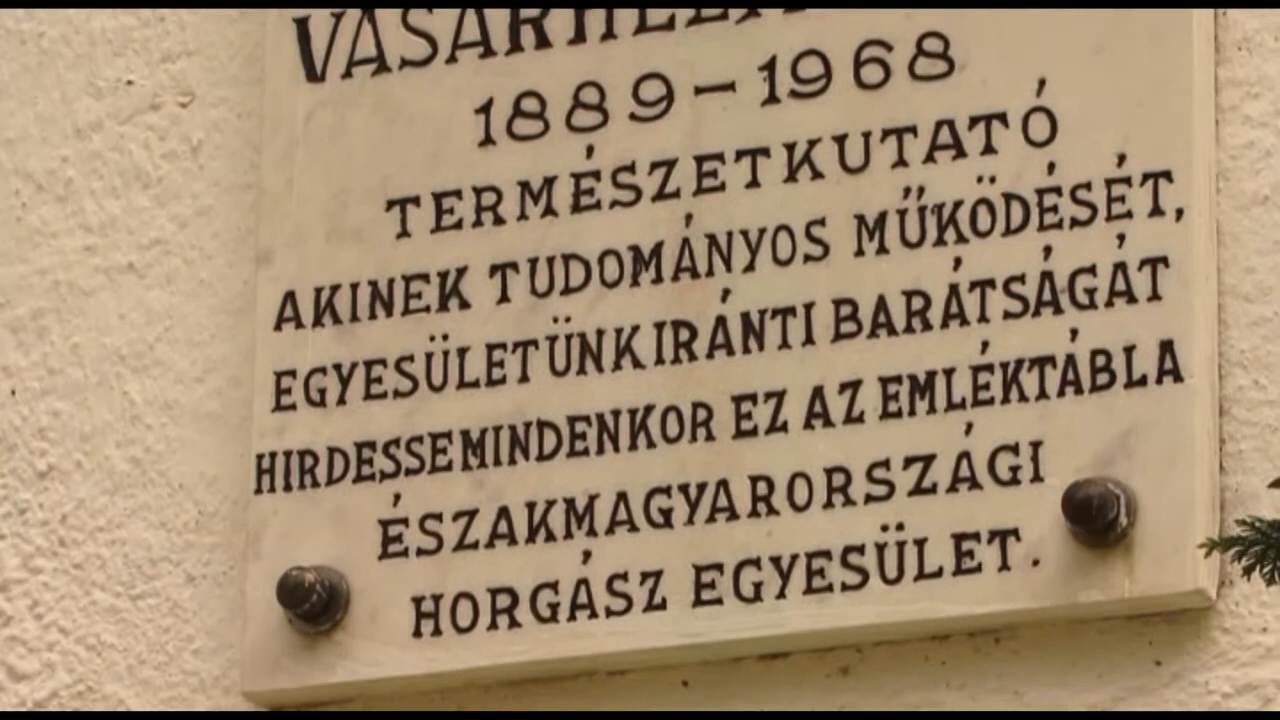 1889-1968
TERMÉSZETKUTATÓ
AKINEK TUDOMÁNYOS MŰKÖDÉSÉT,
EGYESÜLETÜNK IRÁNTI BARÁTSÁGÁT
HIRDESSE MINDENKOR EZ AZ EMLÉKTÁBLA
ÉSZAKMAGYARORSZÁGI
HORGÁSZ EGYESÜLET.